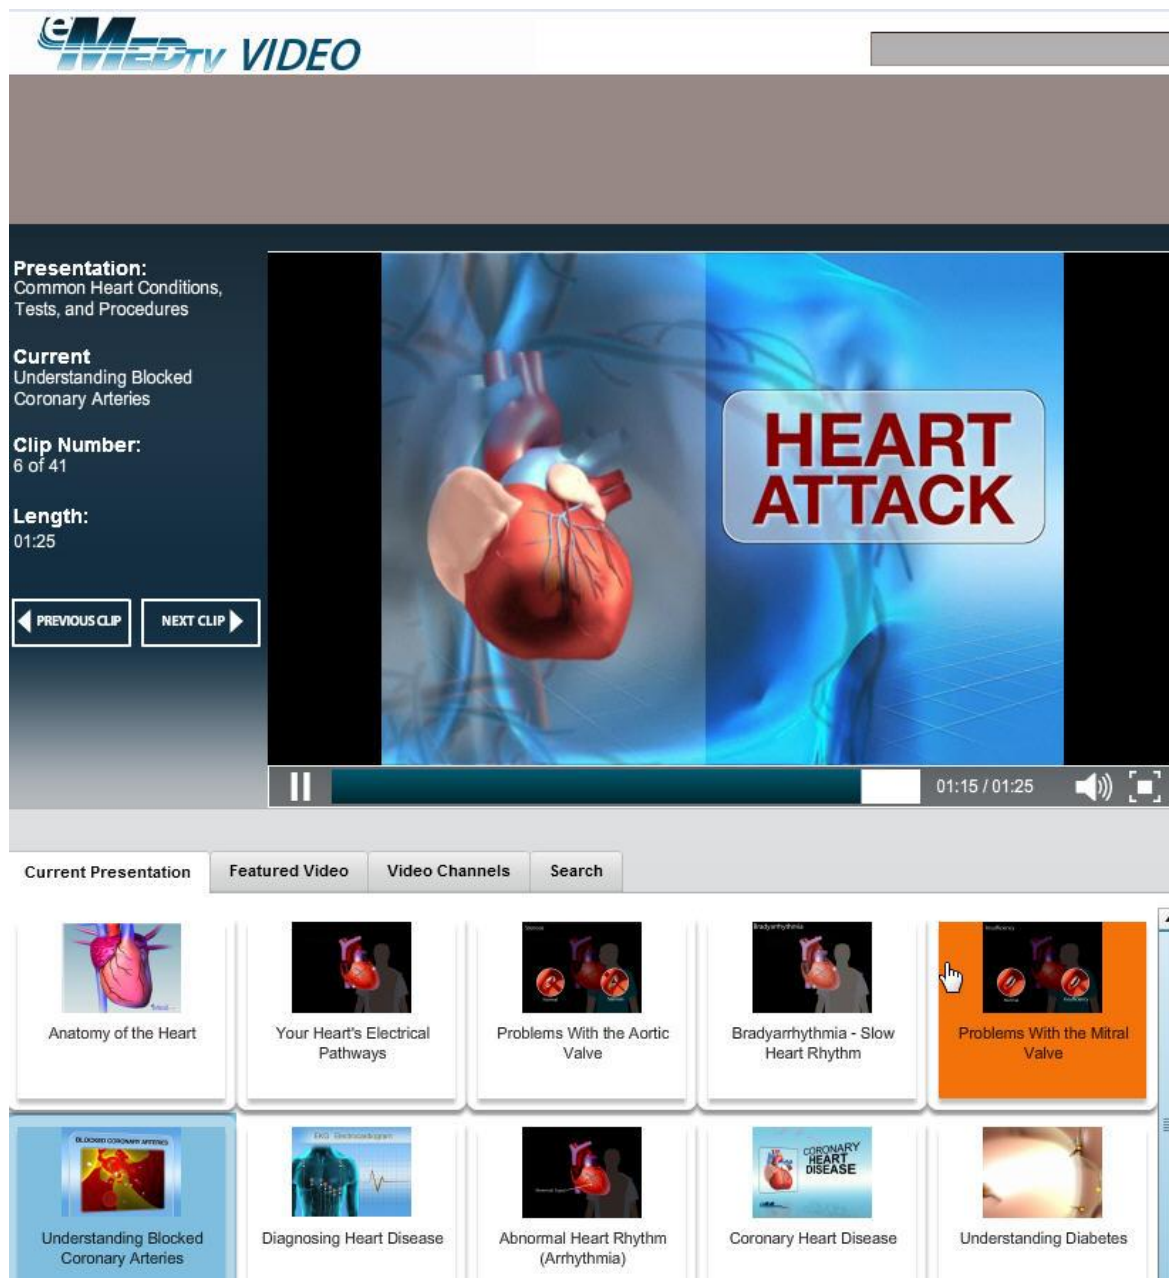 eMEDTV VIDEO
Presentation:
Common Heart Conditions,
Tests, and Procedures
Current
Understanding Blocked
Coronary Arteries
Clip Number:
6 of 41
Length:
01:25
PREVIOUS CLIP
NEXT CLIP
HEART
ATTACK
01:15 / 01:25
Current Presentation
Featured Video
Video Channels
Search
Anatomy of the Heart
Your Heart's Electrical
Pathways
Stenosis
Problems With the Aortic
Valve
Bradyarrhythmia
Bradyarrhythmia - Slow
Heart Rhythm
Insufficiency
Problems With the Mitral
Valve
BLOCKED CORONARY ARTERIES
Understanding Blocked
Coronary Arteries
EKG Electrocardiogram
Diagnosing Heart Disease
Abnormal Heart Rhythm
(Arrhythmia)
CORONARY
HEART
DISEASE
Coronary Heart Disease
Understanding Diabetes